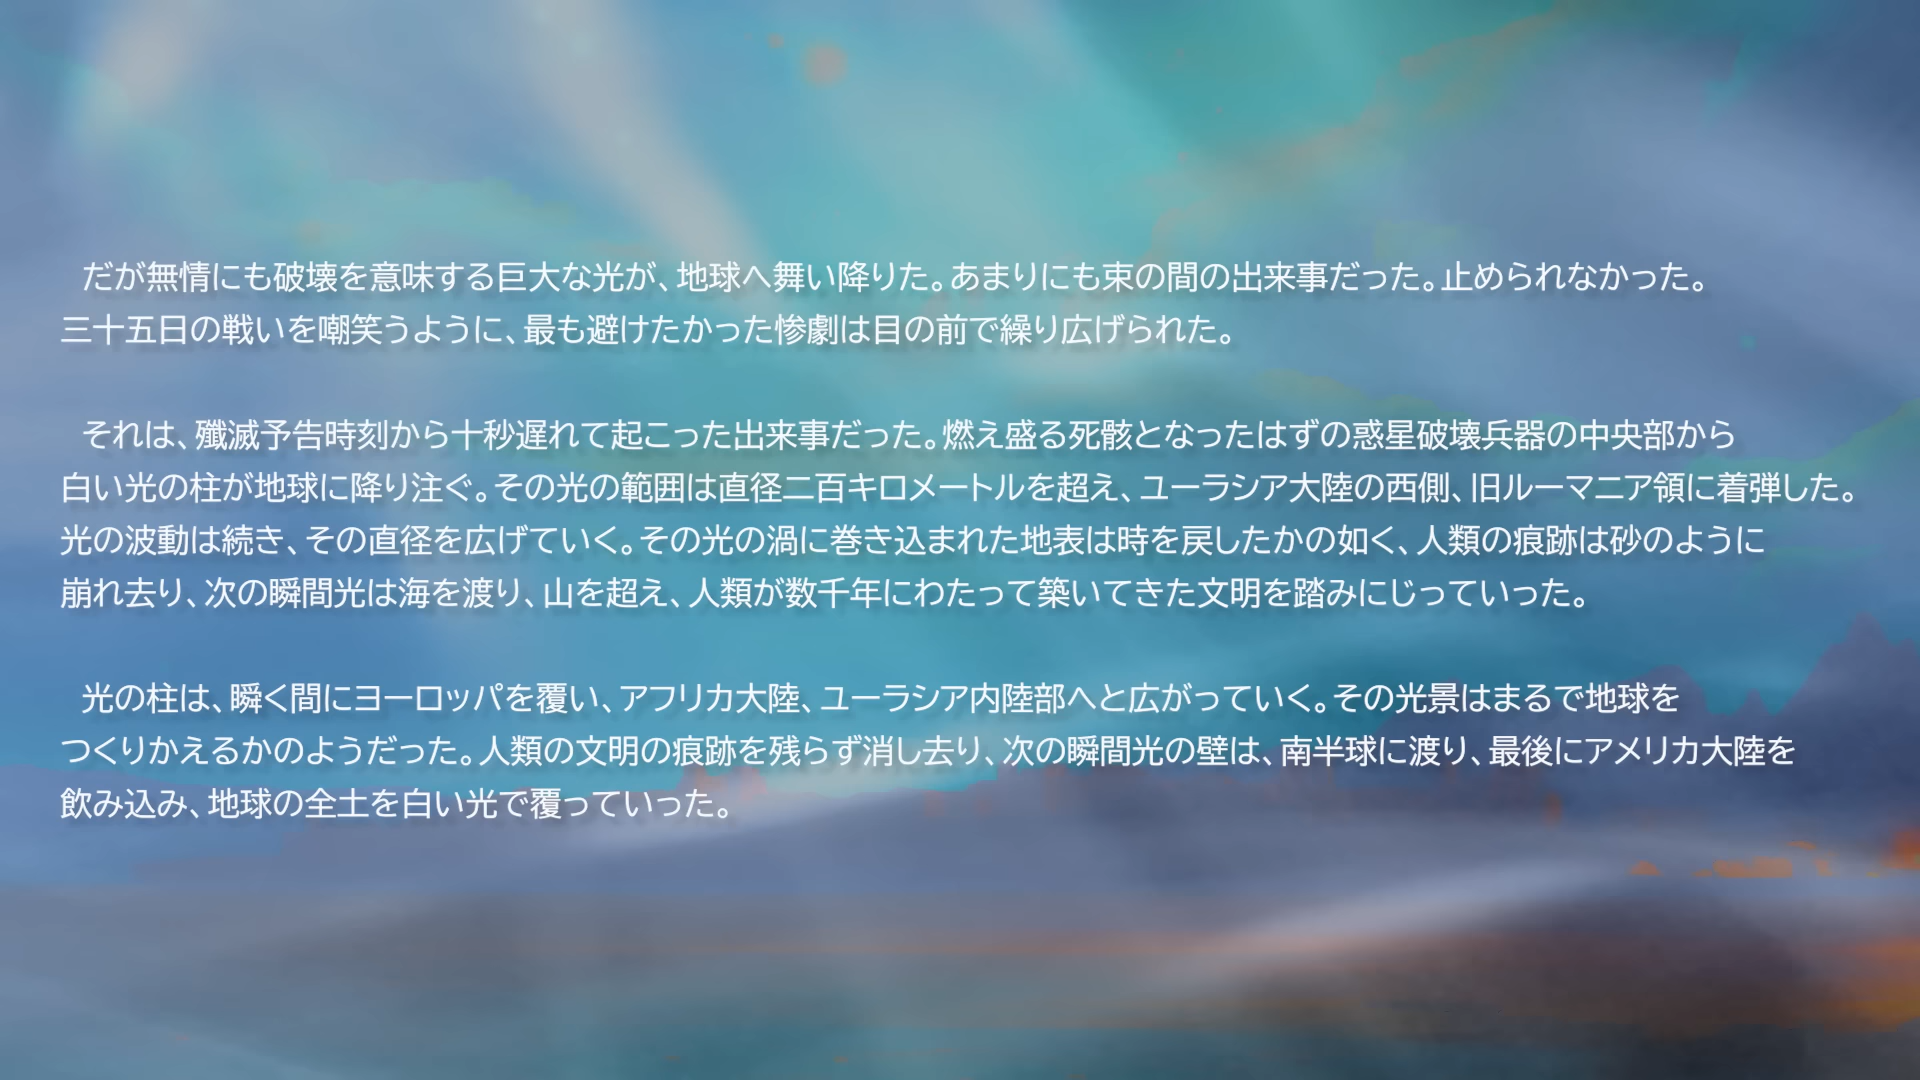 だが無情にも破壊を意味する巨大な光が、地球へ舞い降りた。あまりにも束の間の出来事だった。止められなかった。
三十五日の戦いを嘲笑うように、最も避けたかった惨劇は目の前で繰り広げられた。
それは、殲滅予告時刻から十秒遅れて起こった出来事だった。燃え盛る死骸となったはずの惑星破壊兵器の中央部から
白い光の柱が地球に降り注ぐ。その光の範囲は直径二百キロメートルを超え、ユーラシア大陸の西側、旧ルーマニア領に着弾した。
光の波動は続き、その直径を広げていく。その光の渦に巻き込まれた地表は時を戻したかの如く、人類の痕跡は砂のように
崩れ去り、次の瞬間光は海を渡り、山を超え、人類が数千年にわたって築いてきた文明を踏みにじっていった。
光の柱は、瞬く間にヨーロッパを覆い、アフリカ大陸、ユーラシア内陸部へと広がっていく。その光景はまるで地球を
つくりかえるかのようだった。人類の文明の痕跡を残らず消し去り、次の瞬間光の壁は、南半球に渡り、最後にアメリカ大陸を
飲み込み、地球の全土を白い光で覆っていった。